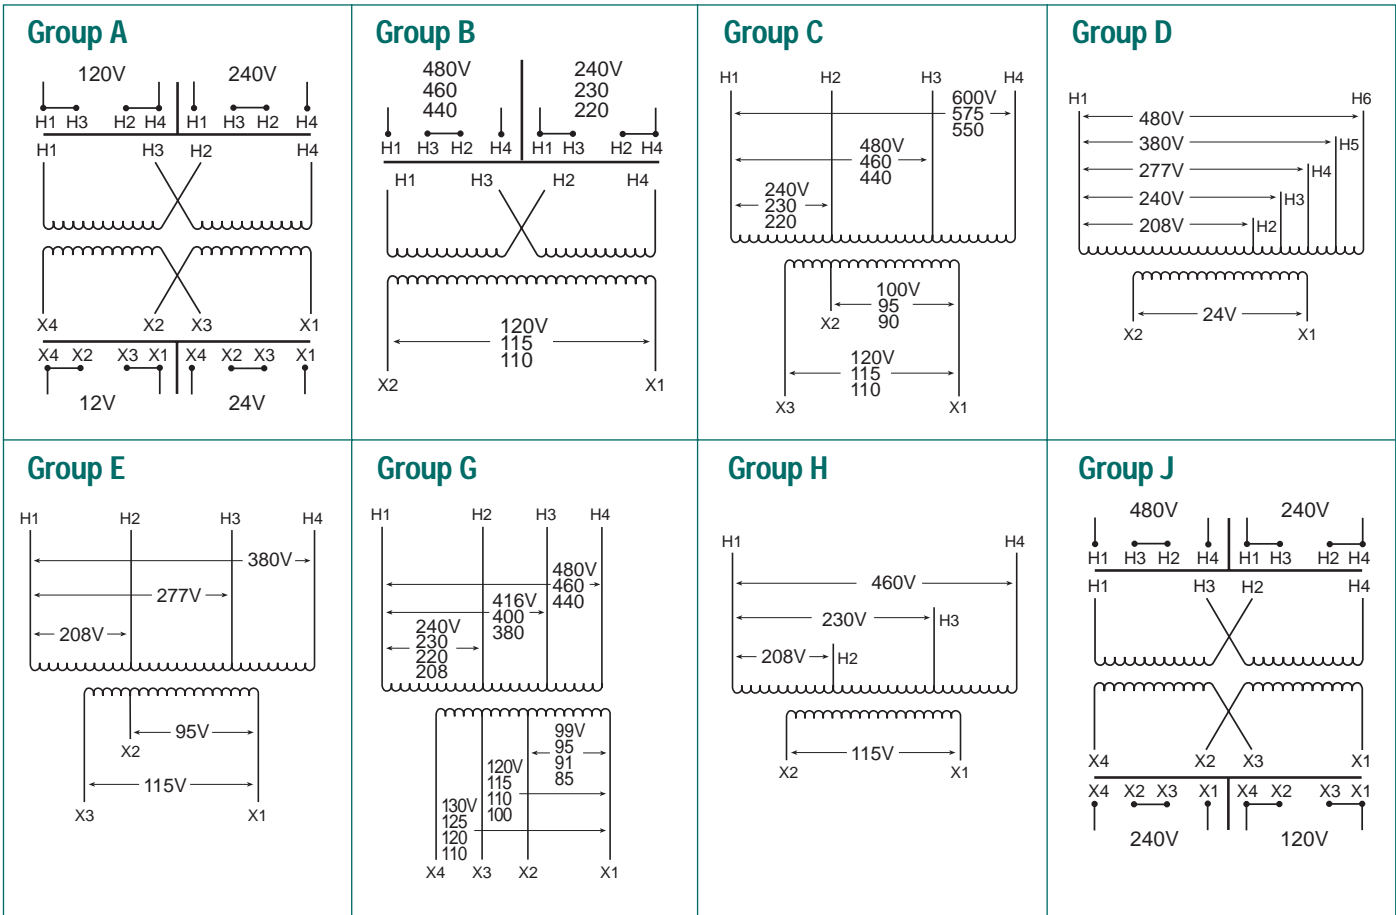 Group A
120V 240V
H1 H3 H2 H4 H1 H3 H2 H4
H1 H3 H2 H4
X4 X2 X3 X1
X4 X2 X3 X1 X4 X2 X3 X1
12V 24V
Group B
480V 240V
460 230
440 220
H1 H3 H2 H4 H1 H3 H2 H4
H1 H3 H2 H4
120V
115
110
X2 X1
Group C
H1 H2 H3 H4
600V
575
550
480V
460
440
240V
230
220
100V
95
90
X2
120V
115
110
X3 X1
Group D
H1 H6
480V
380V H5
277V H4
240V H3
208V H2
24V
X2 X1
Group E
H1 H2 H3 H4
380V
277V
208V
95V
X2
115V
X3 X1
Group G
H1 H2 H3 H4
480V
460
440
416V
400
380
240V
230
220
208
99V
95
91
85
120V
115
110
100
130V
125
120
110
X4 X3 X2 X1
Group H
H1 H4
460V
230V H3
208V H2
115V
X2 X1
Group J
480V 240V
H1 H3 H2 H4 H1 H3 H2 H4
H1 H3 H2 H4
X4 X2 X3 X1
X4 X2 X3 X1 X4 X2 X3 X1
240V 120V